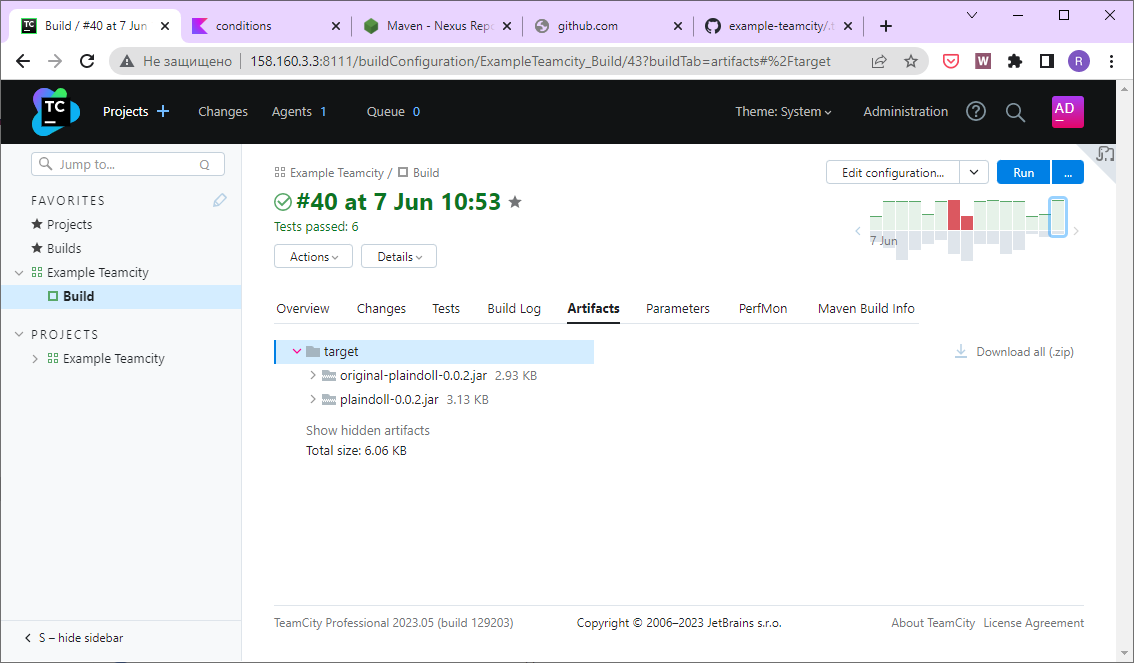 Build / #40 at 7 Jun
conditions
Maven - Nexus Repo
github.com
example-teamcity/.t
Не защищено 158.160.3.3:8111/buildConfiguration/ExampleTeamcity_Build/43?buildTab=artifacts#%2Ftarget
W
R
TC
Projects
Changes
Agents 1
Queue 0
Theme: System
Administration
AD
Jump to... Q
FAVORITES
Projects
Builds
Example Teamcity
Build
PROJECTS
Example Teamcity
S – hide sidebar
Example Teamcity / Build
Edit configuration...
Run
...
#40 at 7 Jun 10:53
Tests passed: 6
7 Jun
Actions
Details
Overview
Changes
Tests
Build Log
Artifacts
Parameters
PerfMon
Maven Build Info
target
Download all (.zip)
original-plaindoll-0.0.2.jar 2.93 KB
plaindoll-0.0.2.jar 3.13 KB
Show hidden artifacts
Total size: 6.06 KB
TeamCity Professional 2023.05 (build 129203)
Copyright © 2006–2023 JetBrains s.r.o.
About TeamCity
License Agreement